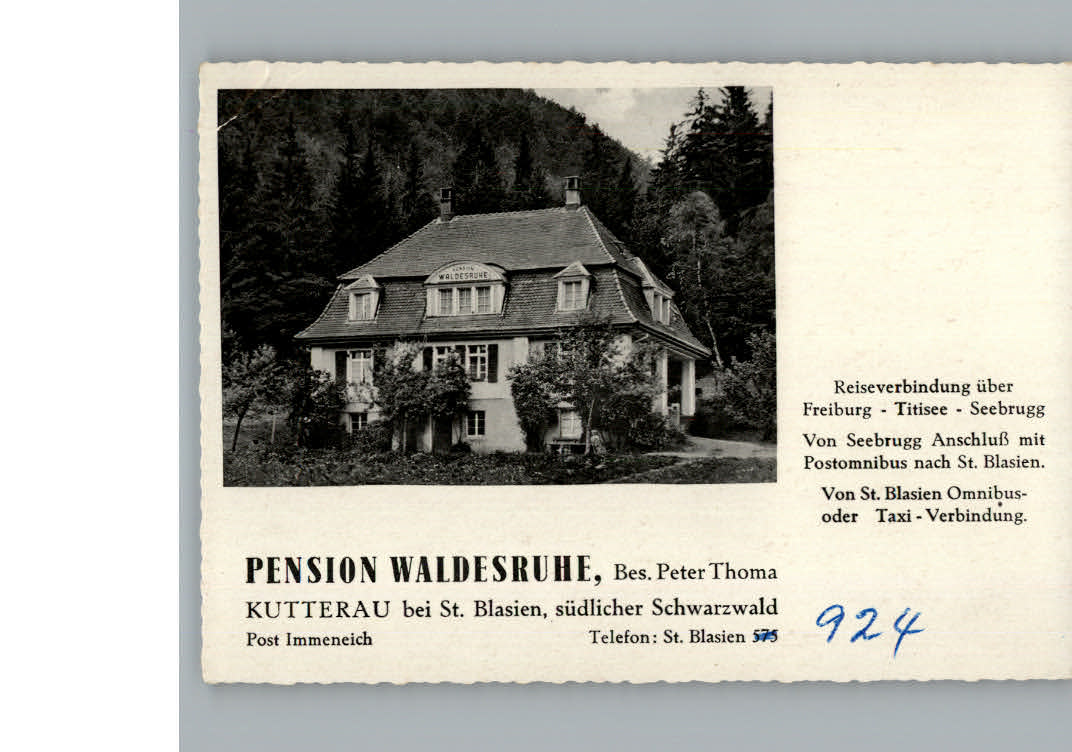 PENSION
WALDESRUHE
Reiseverbindung über
Freiburg - Titisee - Seebrugg
Von Seebrugg Anschluß mit
Postomnibus nach St. Blasien.
Von St. Blasien Omnibus-
oder Taxi - Verbindung.
PENSION WALDESRUHE, Bes. Peter Thoma
KUTTERAU bei St. Blasien, südlicher Schwarzwald
Post Immeneich
Telefon: St. Blasien 575
924